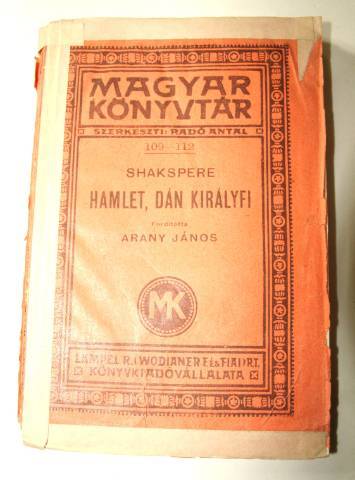 MAGYAR
KÖNYVTÁR
SZERKESZTI: RADÓ ANTAL
109—112
SHAKSPERE
HAMLET, DÁN KIRÁLYFI
Fordította
ARANY JÁNOS
MK
LAMPEL R. (WODIANER F. ÉS FIAI) R.T.
KÖNYVKIADÓVÁLLALATA